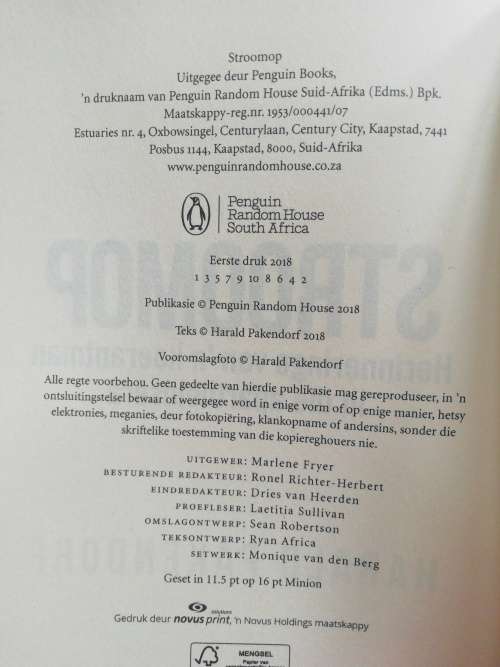 Stroomop
Uitgegee deur Penguin Books,
'n druknaam van Penguin Random House Suid-Afrika (Edms.) Bpk.
Maatskappy-reg.nr. 1953/000441/07
Estuaries nr. 4, Oxbowsingel, Centurylaan, Century City, Kaapstad, 7441
Posbus 1144, Kaapstad, 8000, Suid-Afrika
www.penguinrandomhouse.co.za
Penguin
Random House
South Africa
Eerste druk 2018
1 3 5 7 9 10 8 6 4 2
Publikasie © Penguin Random House 2018
Teks © Harald Pakendorf 2018
Vooromslagfoto © Harald Pakendorf
Alle regte voorbehou. Geen gedeelte van hierdie publikasie mag gereproduseer, in 'n
ontsluitingstelsel bewaar of weergegee word in enige vorm of op enige manier, hetsy
elektronies, meganies, deur fotokopiëring, klankopname of andersins, sonder die
skriftelike toestemming van die kopiereghouers nie.
UITGEWER: Marlene Fryer
BESTURENDE REDAKTEUR: Ronel Richter-Herbert
EINDREDAKTEUR: Dries van Heerden
PROEFLESER: Laetitia Sullivan
OMSLAGONTWERP: Sean Robertson
TEKSONTWERP: Ryan Africa
SETWERK: Monique van den Berg
Geset in 11.5 pt op 16 pt Minion
Gedruk deur novus print, 'n Novus Holdings maatskappy
FSC
MENGSEL